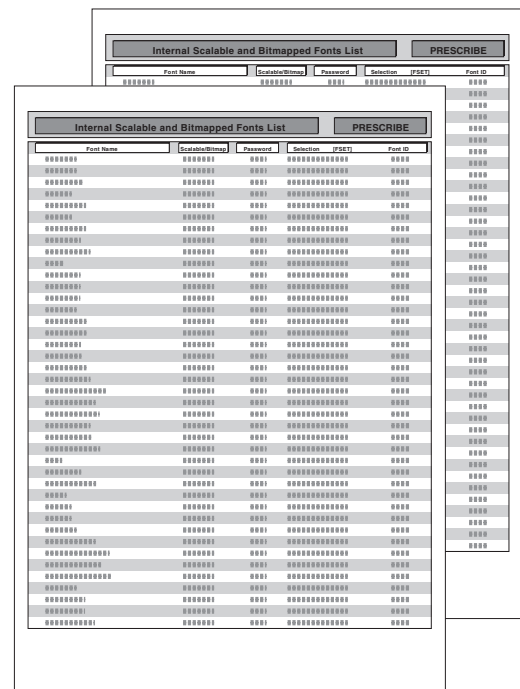 Internal Scalable and Bitmapped Fonts List PRESCRIBE
Font Name Scalable/Bitmap Password Selection [FSET] Font ID
Internal Scalable and Bitmapped Fonts List PRESCRIBE
Font Name Scalable/Bitmap Password Selection [FSET] Font ID